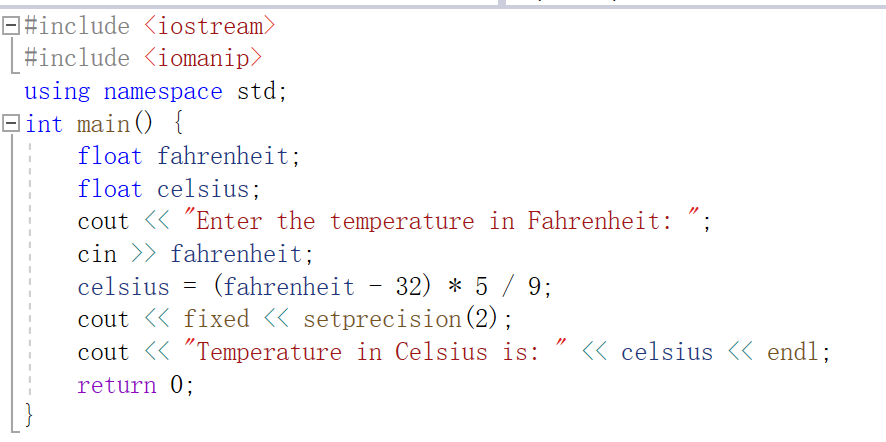 #include <iostream>
#include <iomanip>
using namespace std;
int main() {
    float fahrenheit;
    float celsius;
    cout << "Enter the temperature in Fahrenheit: ";
    cin >> fahrenheit;
    celsius = (fahrenheit - 32) * 5 / 9;
    cout << fixed << setprecision(2);
    cout << "Temperature in Celsius is: " << celsius << endl;
    return 0;
}